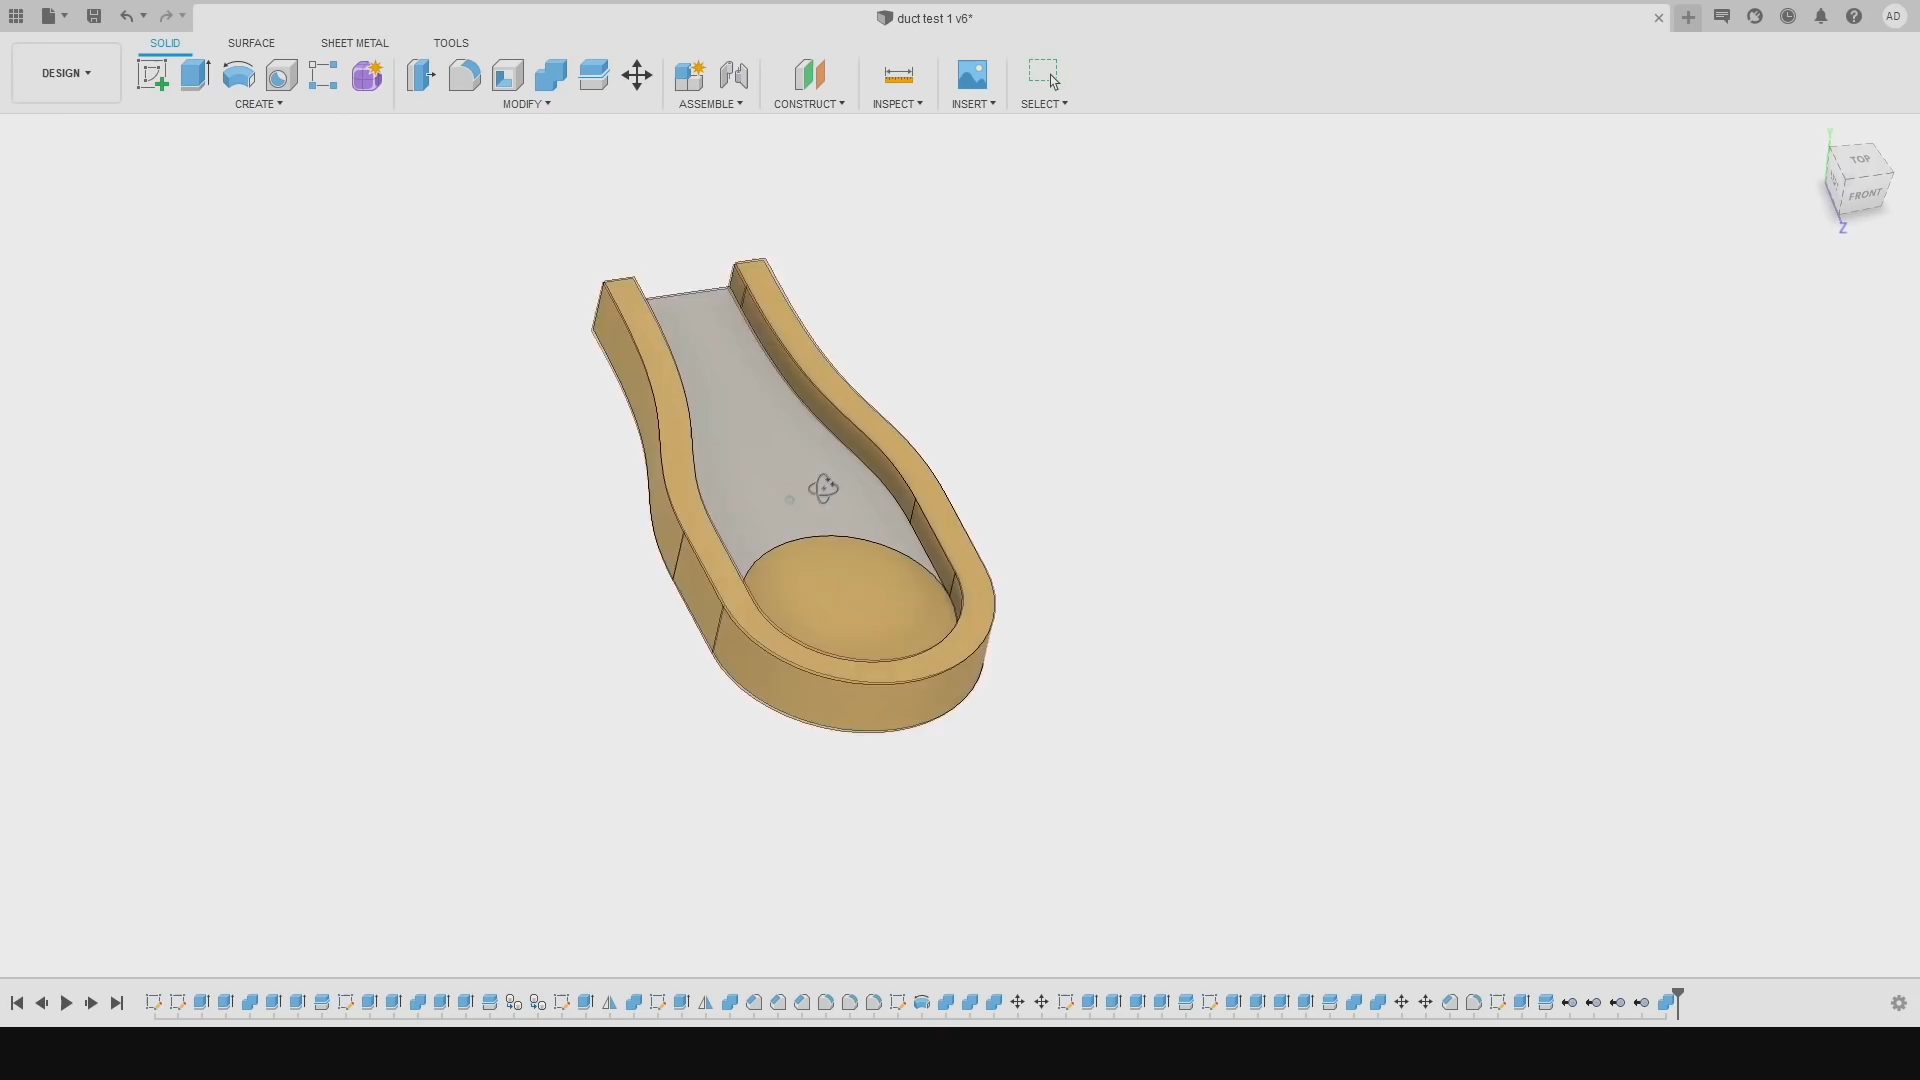 duct test 1 v6*
AD
DESIGN
SOLID
SURFACE
SHEET METAL
TOOLS
CREATE
MODIFY
ASSEMBLE
CONSTRUCT
INSPECT
INSERT
SELECT
Y
TOP
FRONT
Z